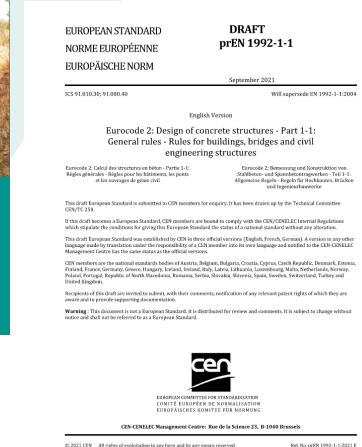 EUROPEAN STANDARD
NORME EUROPÉENNE
EUROPÄISCHE NORM
DRAFT
prEN 1992-1-1
September 2021
ICS 91.010.30; 91.080.40
Will supersede EN 1992-1-1:2004
English Version
Eurocode 2: Design of concrete structures - Part 1-1:
General rules - Rules for buildings, bridges and civil
engineering structures
Eurocode 2: Calcul des structures en béton - Partie 1-1:
Règles générales - Règles pour les bâtiments, les ponts
et les ouvrages de génie civil
Eurocode 2: Bemessung und Konstruktion von
Stahlbeton- und Spannbetontragwerken - Teil 1-1:
Allgemeine Regeln - Regeln für Hochbauten, Brücken
und Ingenieurbauwerke
This draft European Standard is submitted to CEN members for enquiry. It has been drawn up by the Technical Committee
CEN/TC 250.
If this draft becomes a European Standard, CEN members are bound to comply with the CEN/CENELEC Internal Regulations
which stipulate the conditions for giving this European Standard the status of a national standard without any alteration.
This draft European Standard was established by CEN in three official versions (English, French, German). A version in any other
language made by translation under the responsibility of a CEN member into its own language and notified to the CEN-CENELEC
Management Centre has the same status as the official versions.
CEN members are the national standards bodies of Austria, Belgium, Bulgaria, Croatia, Cyprus, Czech Republic, Denmark, Estonia,
Finland, France, Germany, Greece, Hungary, Iceland, Ireland, Italy, Latvia, Lithuania, Luxembourg, Malta, Netherlands, Norway,
Poland, Portugal, Republic of North Macedonia, Romania, Serbia, Slovakia, Slovenia, Spain, Sweden, Switzerland, Turkey and
United Kingdom.
Recipients of this draft are invited to submit, with their comments, notification of any relevant patent rights of which they are
aware and to provide supporting documentation.
Warning : This document is not a European Standard. It is distributed for review and comments. It is subject to change without
notice and shall not be referred to as a European Standard.
cen
EUROPEAN COMMITTEE FOR STANDARDIZATION
COMITÉ EUROPÉEN DE NORMALISATION
EUROPÄISCHES KOMITEE FÜR NORMUNG
CEN-CENELEC Management Centre: Rue de la Science 23, B-1040 Brussels
© 2021 CEN All rights of exploitation in any form and by any means reserved
Ref. No. prEN 1992-1-1:2021 E